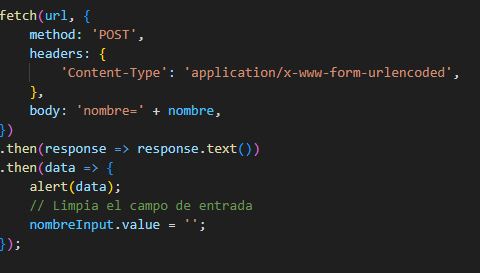 fetch(url, {
    method: 'POST',
    headers: {
        'Content-Type': 'application/x-www-form-urlencoded',
    },
    body: 'nombre=' + nombre,
})
.then(response => response.text())
.then(data => {
    alert(data);
    // Limpia el campo de entrada
    nombreInput.value = '';
});